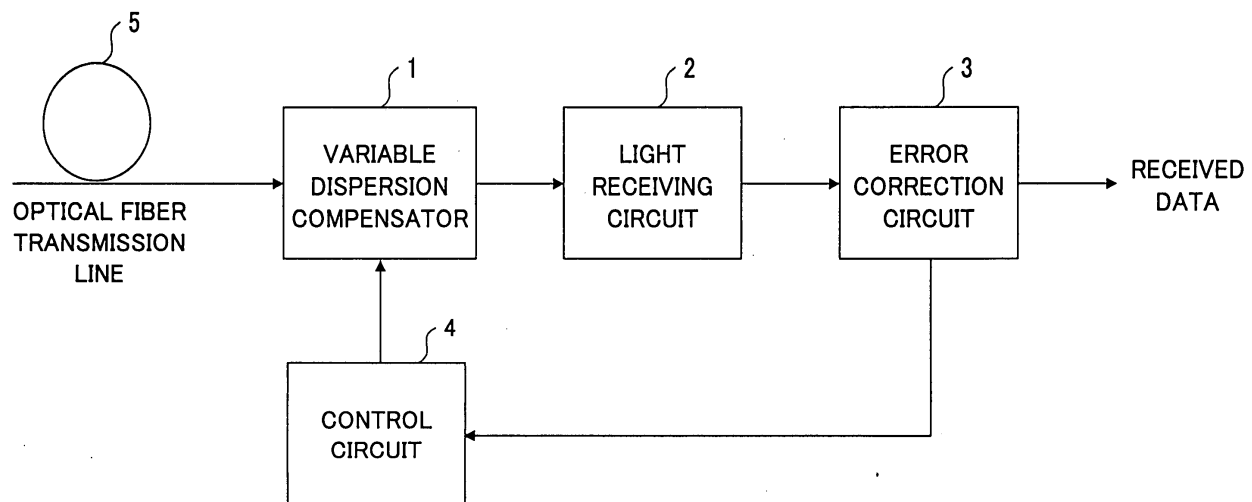 5
1
2
3
VARIABLE
DISPERSION
COMPENSATOR
LIGHT
RECEIVING
CIRCUIT
ERROR
CORRECTION
CIRCUIT
RECEIVED
DATA
OPTICAL FIBER
TRANSMISSION
LINE
4
CONTROL
CIRCUIT